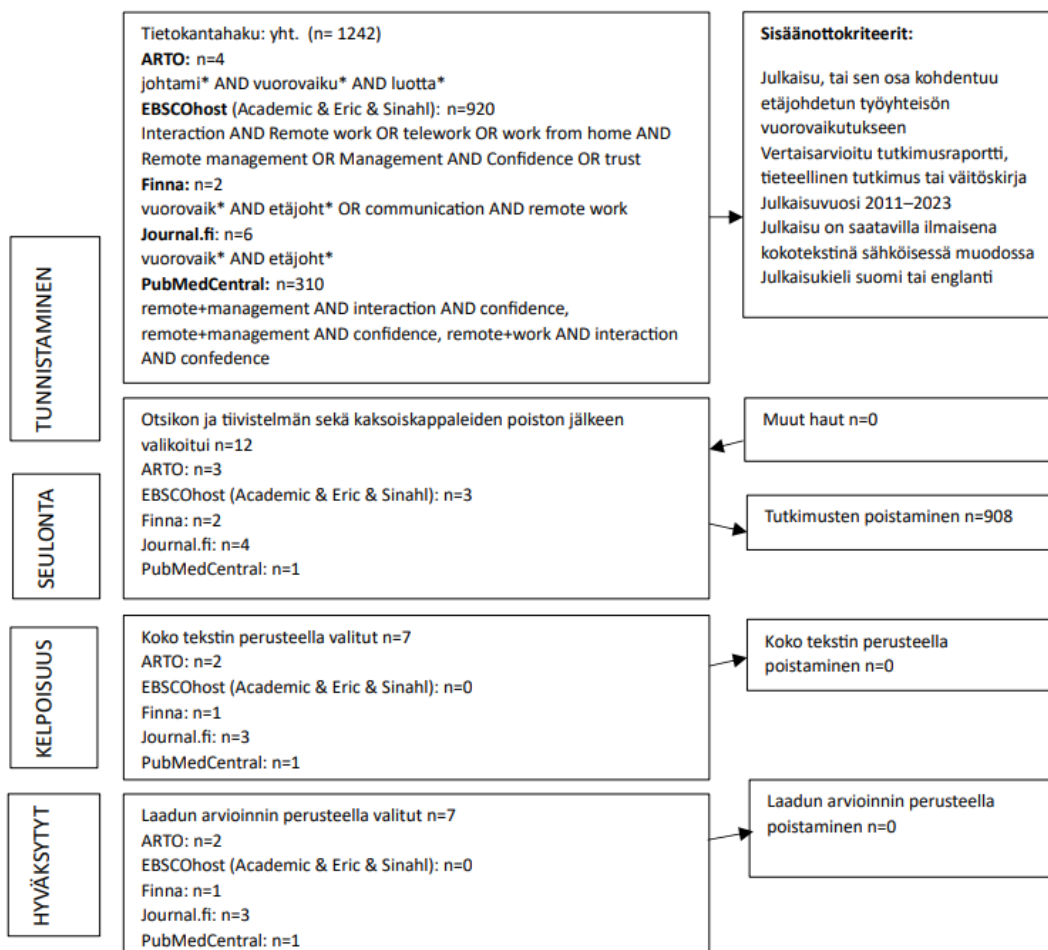 Tietokantahaku: yht. (n= 1242)
ARTO: n=4
johtami* AND vuorovaiku* AND luotta*
EBSCOhost (Academic & Eric & Sinahl): n=920
Interaction AND Remote work OR telework OR work from home AND
Remote management OR Management AND Confidence OR trust
Finna: n=2
vuorovaik* AND etäjoht* OR communication AND remote work
Journal.fi: n=6
vuorovaik* AND etäjoht*
PubMedCentral: n=310
remote+management AND interaction AND confidence,
remote+management AND confidence, remote+work AND interaction
AND confedence
Sisäänottokriteerit:
Julkaisu, tai sen osa kohdentuu
etäjohdetun työyhteisön
vuorovaikutukseen
Vertaisarvioitu tutkimusraportti,
tieteellinen tutkimus tai väitöskirja
Julkaisuvuosi 2011–2023
Julkaisu on saatavilla ilmaisena
kokotekstinä sähköisessä muodossa
Julkaisukieli suomi tai englanti
TUNNISTAMINEN
Otsikon ja tiivistelmän sekä kaksoiskappaleiden poiston jälkeen
valikoitui n=12
ARTO: n=3
EBSCOhost (Academic & Eric & Sinahl): n=3
Finna: n=2
Journal.fi: n=4
PubMedCentral: n=1
Muut haut n=0
Tutkimusten poistaminen n=908
SEULONTA
Koko tekstin perusteella valitut n=7
ARTO: n=2
EBSCOhost (Academic & Eric & Sinahl): n=0
Finna: n=1
Journal.fi: n=3
PubMedCentral: n=1
Koko tekstin perusteella
poistaminen n=0
KELPOISUUS
Laadun arvioinnin perusteella valitut n=7
ARTO: n=2
EBSCOhost (Academic & Eric & Sinahl): n=0
Finna: n=1
Journal.fi: n=3
PubMedCentral: n=1
Laadun arvioinnin perusteella
poistaminen n=0
HYVÄKSYTYT